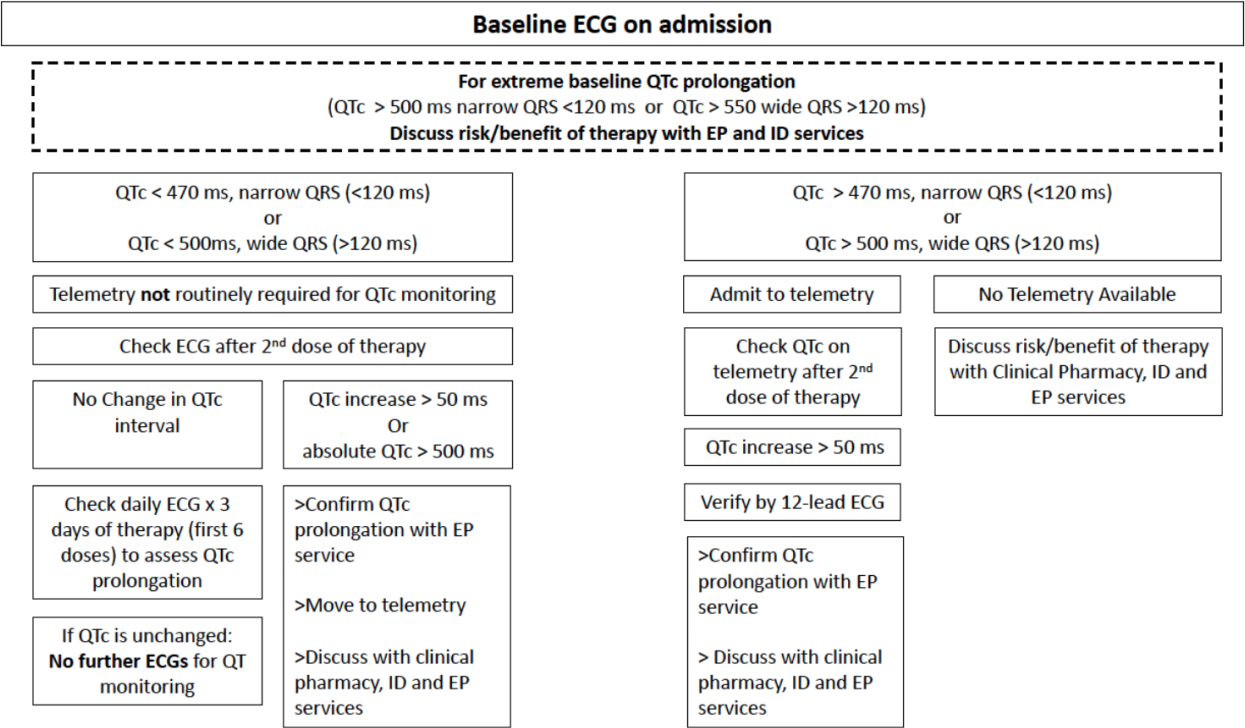 Baseline ECG on admission
For extreme baseline QTc prolongation
(QTc > 500 ms narrow QRS <120 ms or QTc > 550 wide QRS >120 ms)
Discuss risk/benefit of therapy with EP and ID services
QTc < 470 ms, narrow QRS (<120 ms)
or
QTc < 500ms, wide QRS (>120 ms)
Telemetry not routinely required for QTc monitoring
Check ECG after 2nd dose of therapy
No Change in QTc
interval
QTc increase > 50 ms
Or
absolute QTc > 500 ms
Check daily ECG x 3
days of therapy (first 6
doses) to assess QTc
prolongation
If QTc is unchanged:
No further ECGs for QT
monitoring
>Confirm QTc
prolongation with EP
service
>Move to telemetry
>Discuss with clinical
pharmacy, ID and EP
services
QTc > 470 ms, narrow QRS (<120 ms)
or
QTc > 500 ms, wide QRS (>120 ms)
Admit to telemetry
Check QTc on
telemetry after 2nd
dose of therapy
QTc increase > 50 ms
Verify by 12-lead ECG
>Confirm QTc
prolongation with EP
service
> Discuss with clinical
pharmacy, ID and EP
services
No Telemetry Available
Discuss risk/benefit of therapy
with Clinical Pharmacy, ID and
EP services